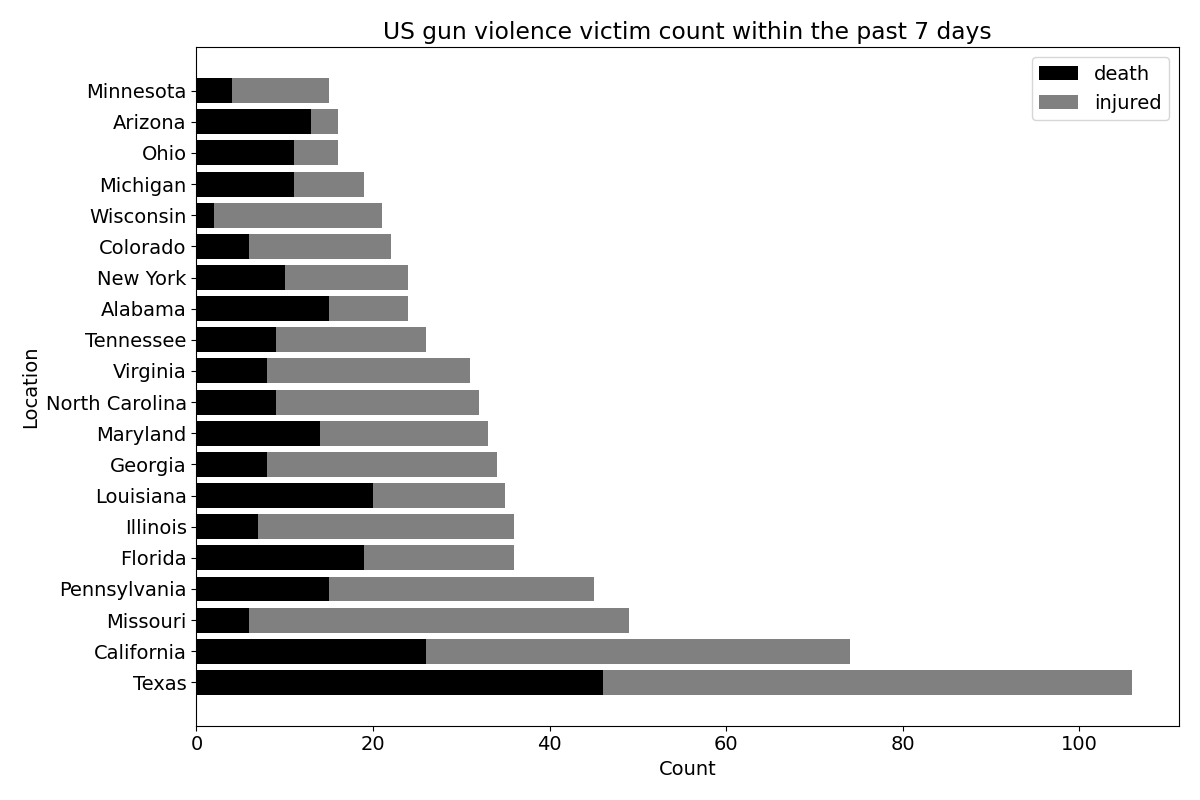 US gun violence victim count within the past 7 days
death
injured
Location
Minnesota
Arizona
Ohio
Michigan
Wisconsin
Colorado
New York
Alabama
Tennessee
Virginia
North Carolina
Maryland
Georgia
Louisiana
Illinois
Florida
Pennsylvania
Missouri
California
Texas
0 20 40 60 80 100
Count